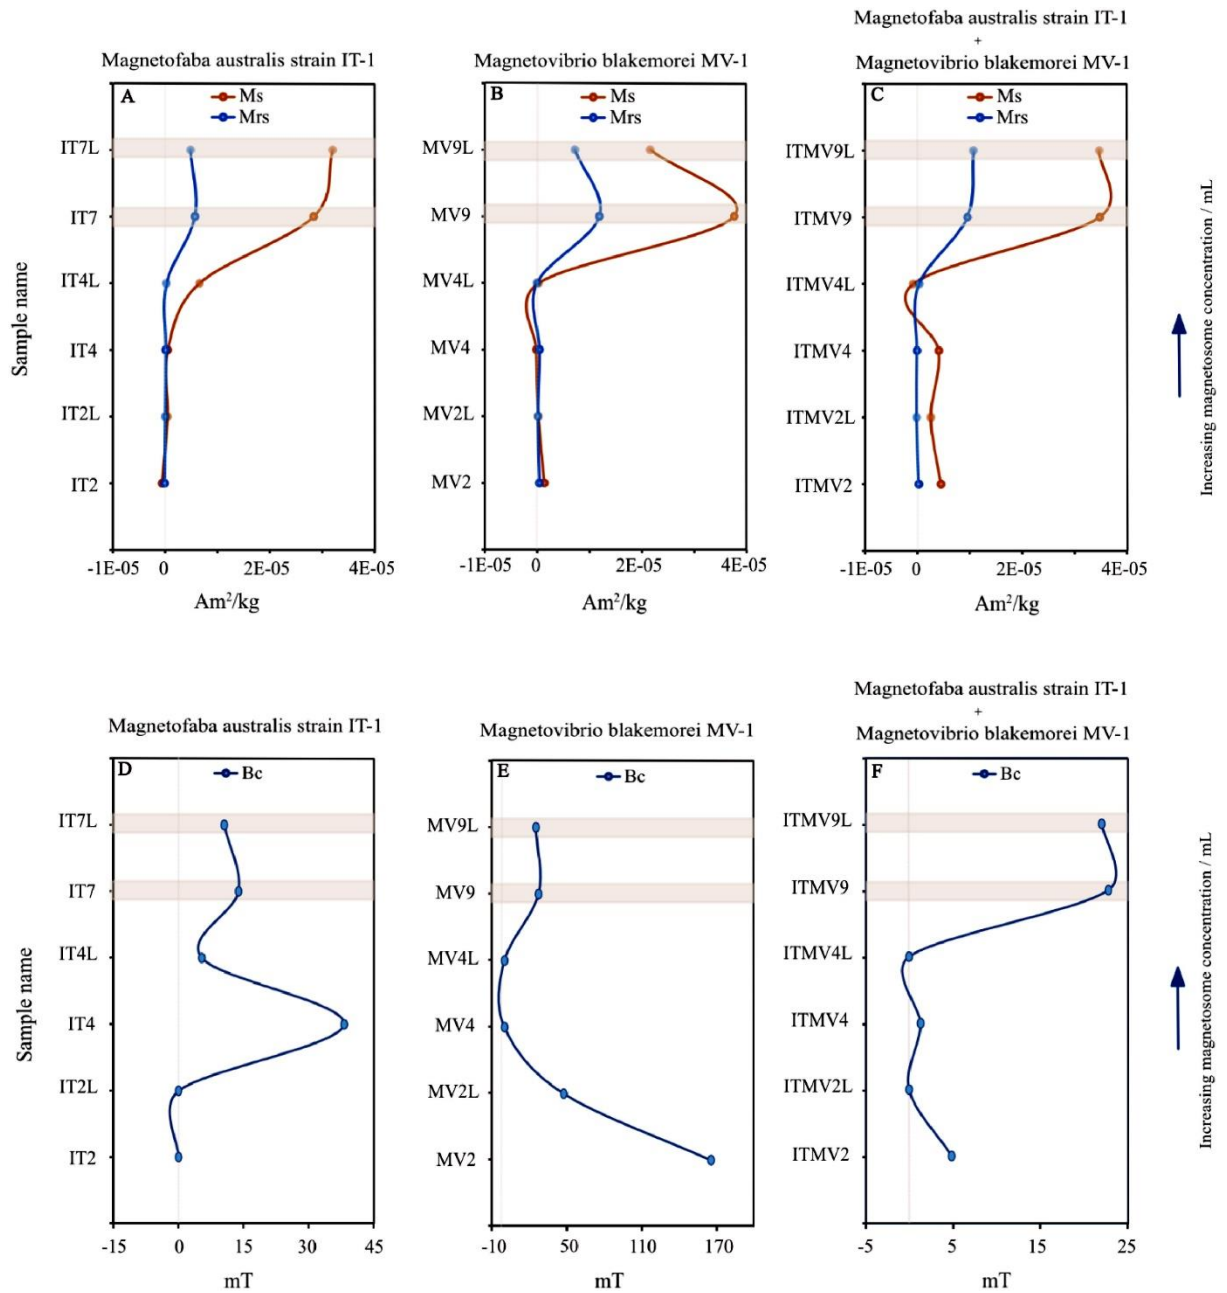 Magnetofaba australis strain IT-1
+
Magnetovibrio blakemorei MV-1
Magnetofaba australis strain IT-1
Magnetovibrio blakemorei MV-1
A
Ms
Mrs
B
Ms
Mrs
C
Ms
Mrs
IT7L
IT7
IT4L
IT4
IT2L
IT2
MV9L
MV9
MV4L
MV4
MV2L
MV2
ITMV9L
ITMV9
ITMV4L
ITMV4
ITMV2L
ITMV2
Sample name
Increasing magnetosome concentration / mL
-1E-05 0 2E-05 4E-05
-1E-05 0 2E-05 4E-05
-1E-05 0 2E-05 4E-05
Am²/kg
Am²/kg
Am²/kg
Magnetofaba australis strain IT-1
+
Magnetovibrio blakemorei MV-1
Magnetofaba australis strain IT-1
Magnetovibrio blakemorei MV-1
D
Bc
E
Bc
F
Bc
IT7L
IT7
IT4L
IT4
IT2L
IT2
MV9L
MV9
MV4L
MV4
MV2L
MV2
ITMV9L
ITMV9
ITMV4L
ITMV4
ITMV2L
ITMV2
Sample name
Increasing magnetosome concentration / mL
-15 0 15 30 45
-10 50 110 170
-5 5 15 25
mT
mT
mT